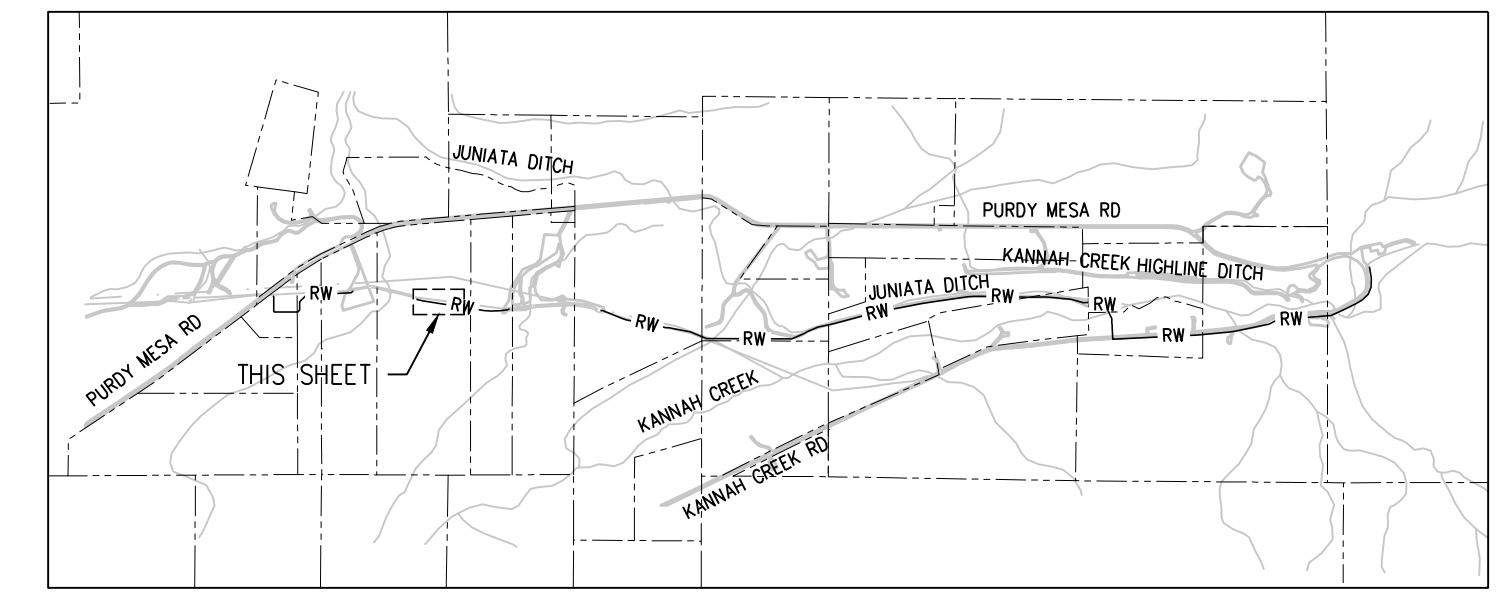 JUNIATA DITCH
PURDY MESA RD
KANNAH CREEK HIGHLINE DITCH
JUNIATA DITCH
RW
RW
RW
RW
RW
RW
RW
RW
RW
PURDY MESA RD
THIS SHEET
KANNAH CREEK
KANNAH CREEK RD